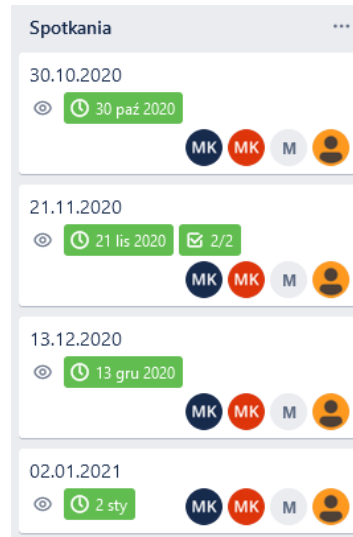 Spotkania ...
30.10.2020
30 paź 2020
MK MK M
21.11.2020
21 lis 2020 2/2
MK MK M
13.12.2020
13 gru 2020
MK MK M
02.01.2021
2 sty MK MK M